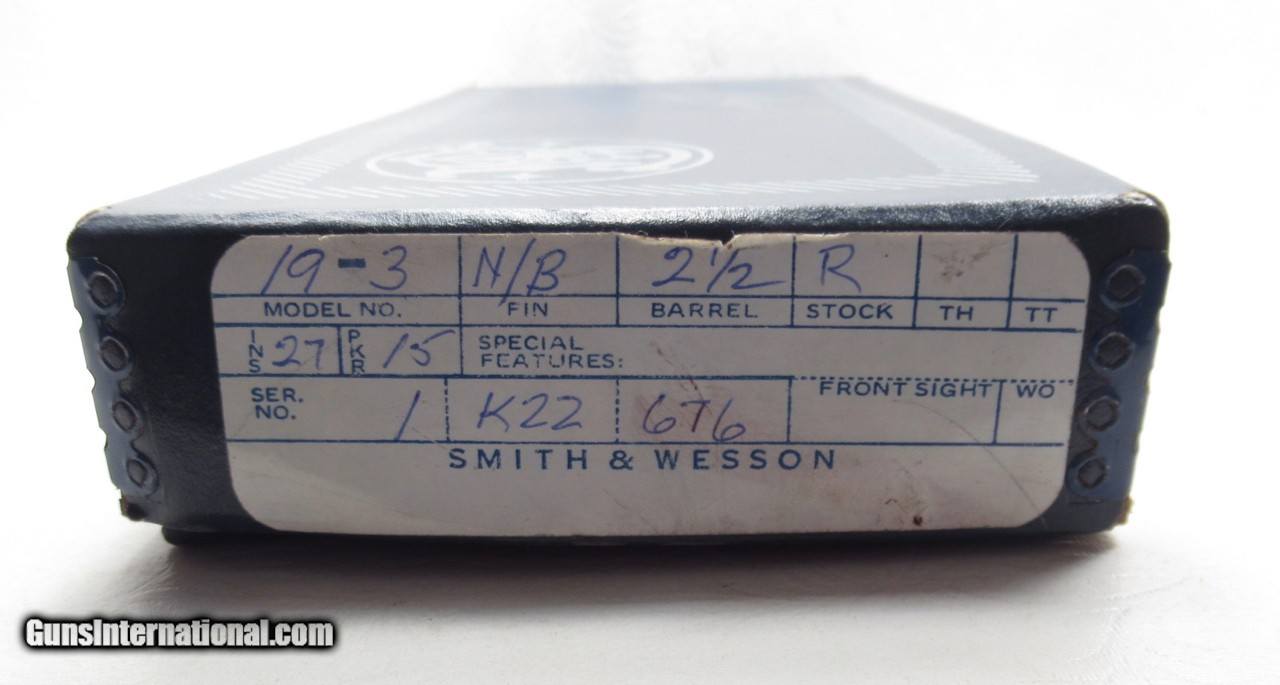 19-3 N/B 2 1/2 R
MODEL NO. FIN BARREL STOCK TH TT
INS 27 PKR 15 SPECIAL
FEATURES:
SER. FRONT SIGHT WO
NO. 1 K22 676
SMITH & WESSON
GunsInternational.com